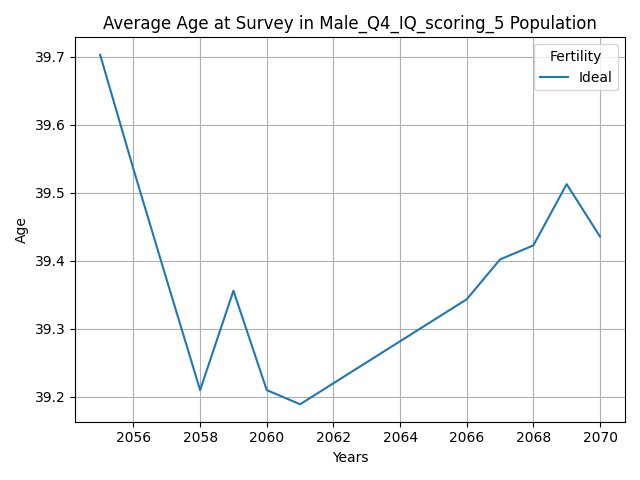 Average Age at Survey in Male_Q4_IQ_scoring_5 Population
Fertility
Ideal
39.7
39.6
39.5
39.4
39.3
39.2
Age
2056 2058 2060 2062 2064 2066 2068 2070
Years